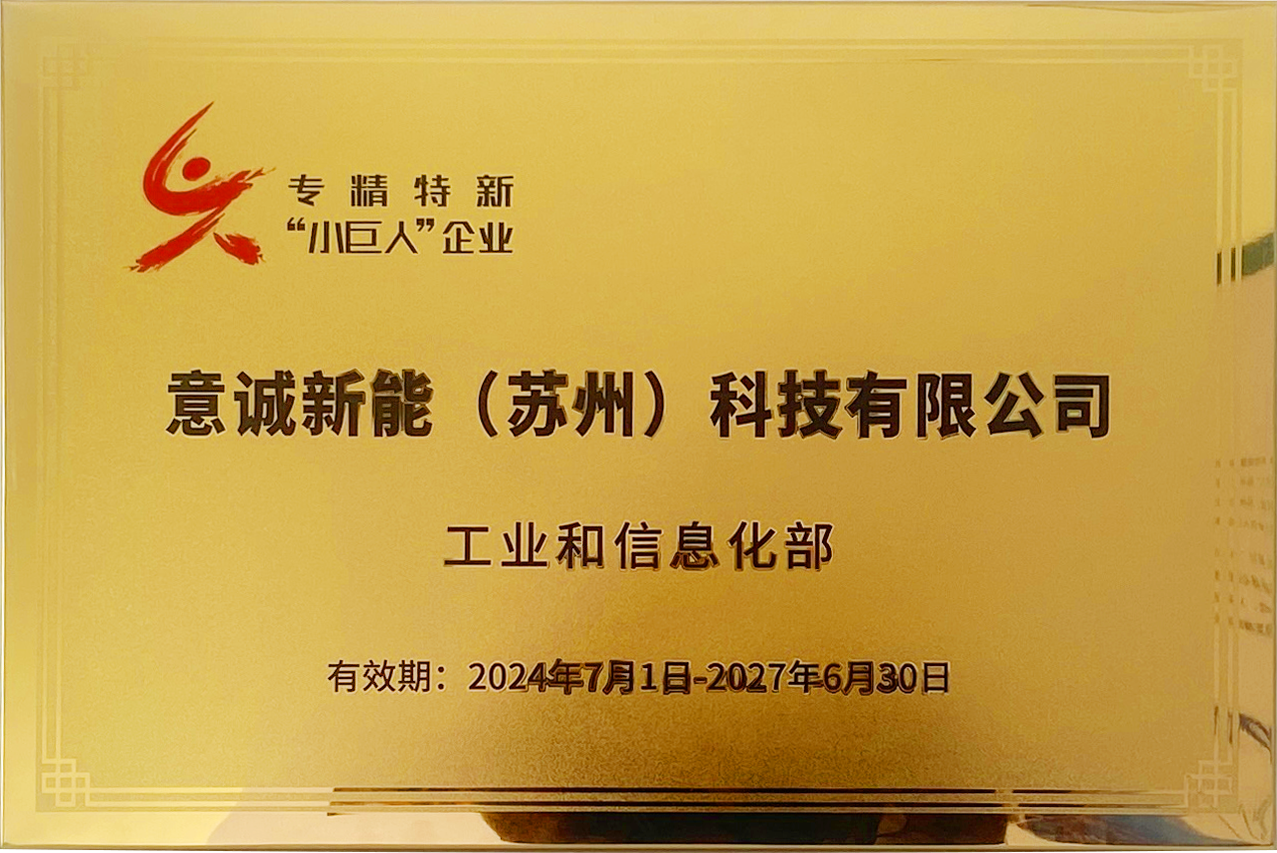 专精特新
“小巨人”企业
意诚新能（苏州）科技有限公司
工业和信息化部
有效期：2024年7月1日-2027年6月30日